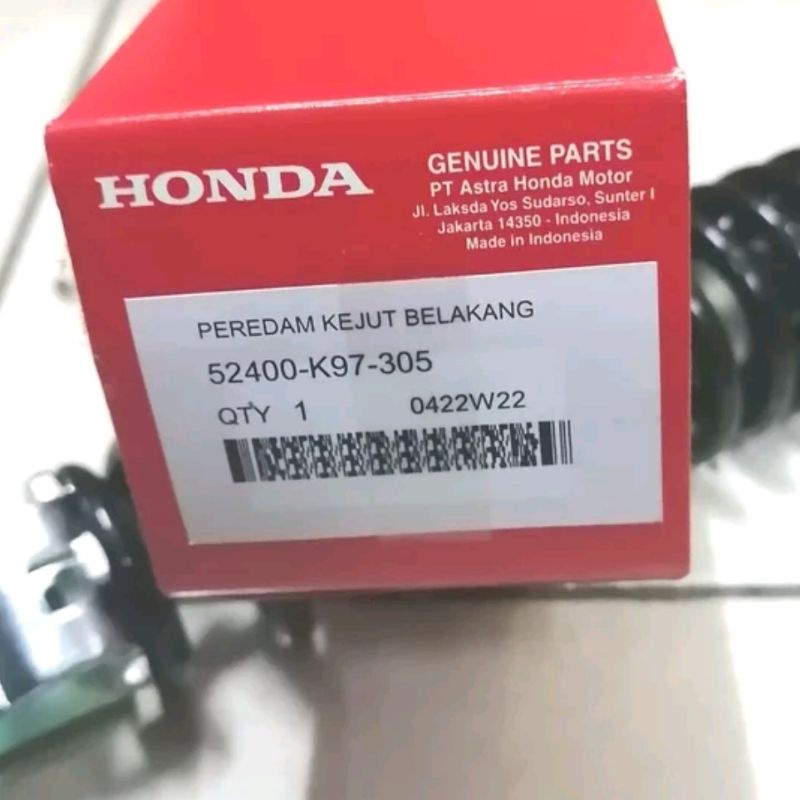 HONDA
GENUINE PARTS
PT Astra Honda Motor
Jl. Laksda Yos Sudarso, Sunter I
Jakarta 14350 - Indonesia
Made in Indonesia
PEREDAM KEJUT BELAKANG
52400-K97-305
QTY 1 0422W22